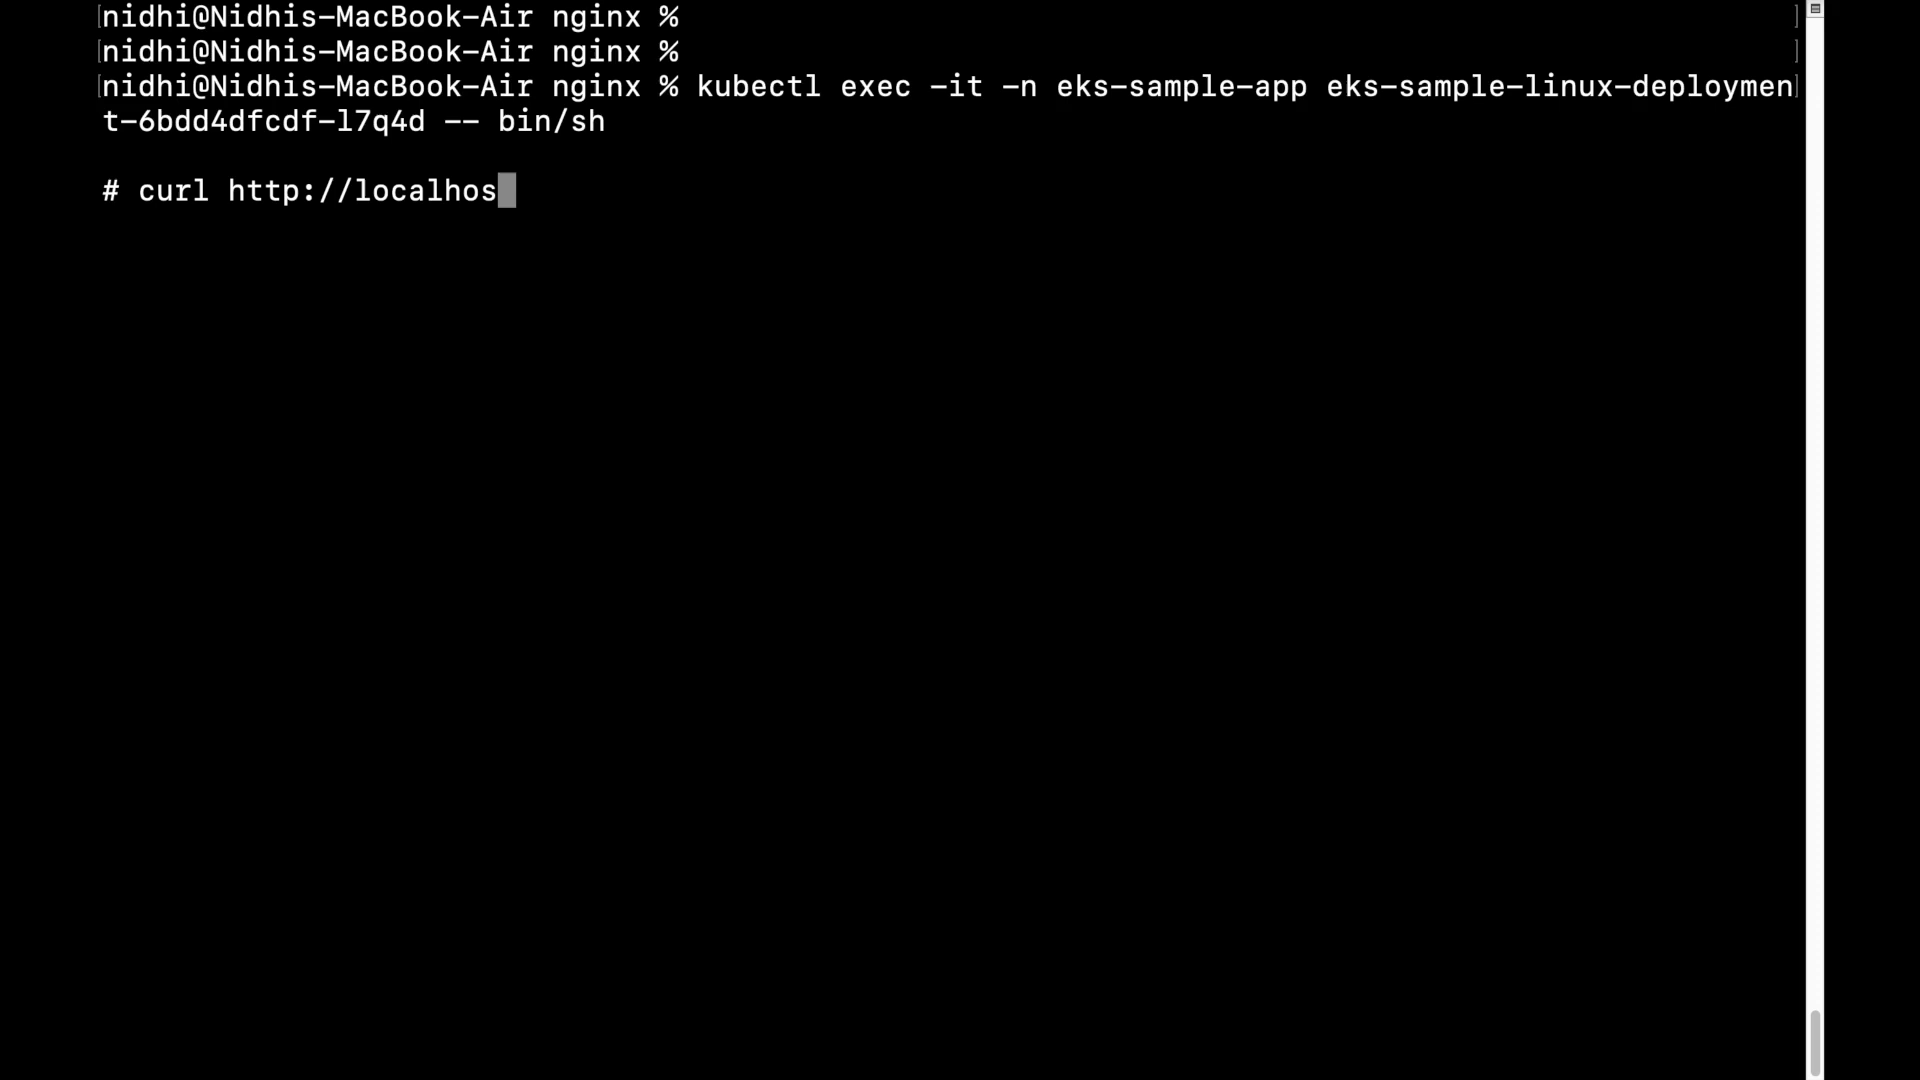 [nidhi@Nidhis-MacBook-Air nginx % ]
[nidhi@Nidhis-MacBook-Air nginx % ]
[nidhi@Nidhis-MacBook-Air nginx % kubectl exec -it -n eks-sample-app eks-sample-linux-deploymen]
t-6bdd4dfcdf-l7q4d -- bin/sh
# curl http://localhos